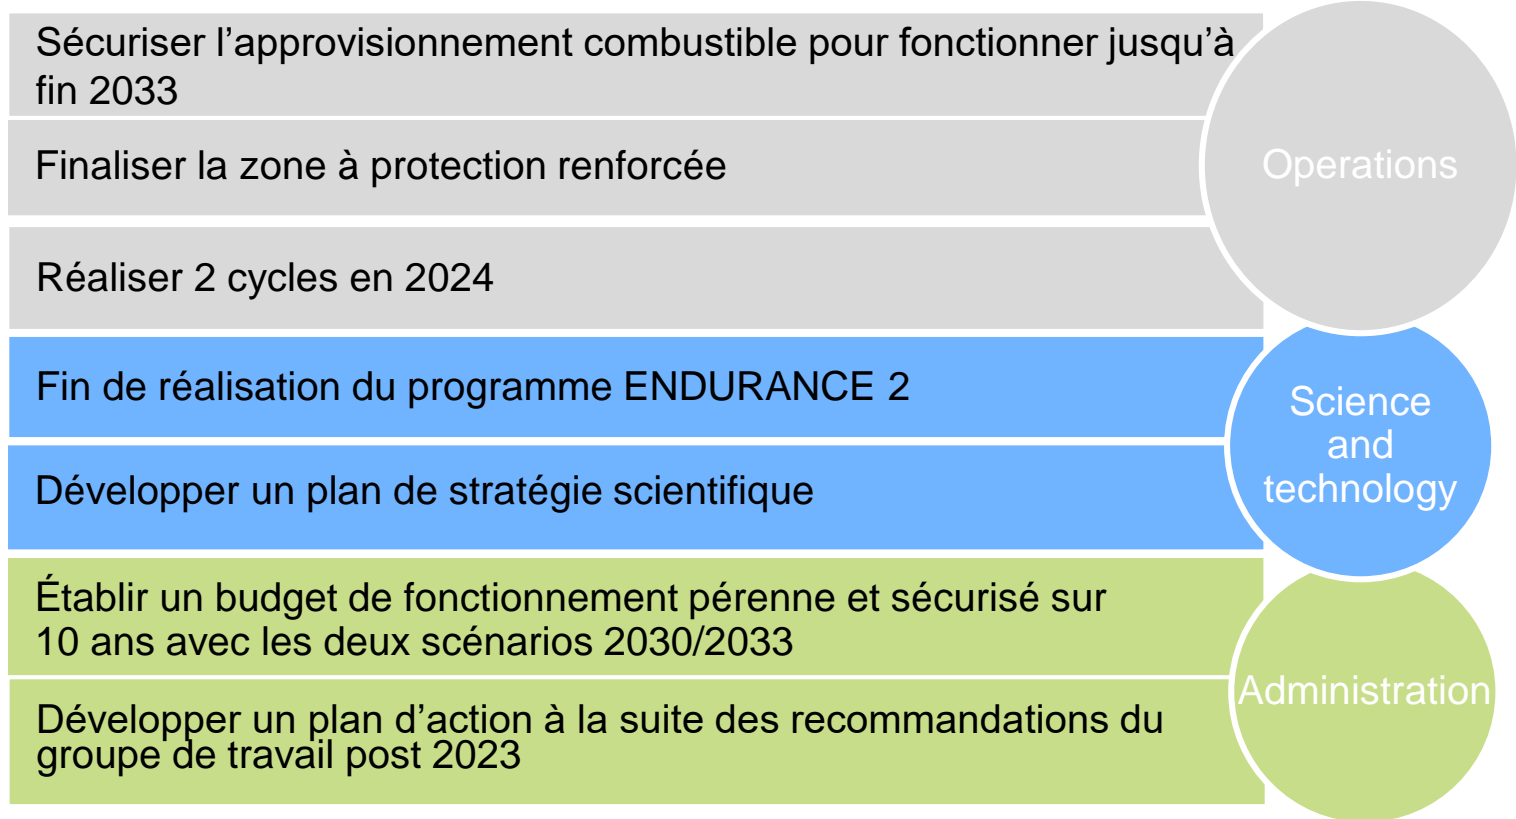 Sécuriser l’approvisionnement combustible pour fonctionner jusqu’à
fin 2033
Finaliser la zone à protection renforcée
Operations
Réaliser 2 cycles en 2024
Fin de réalisation du programme ENDURANCE 2
Développer un plan de stratégie scientifique
Science
and
technology
Établir un budget de fonctionnement pérenne et sécurisé sur
10 ans avec les deux scénarios 2030/2033
Développer un plan d’action à la suite des recommandations du
groupe de travail post 2023
Administration